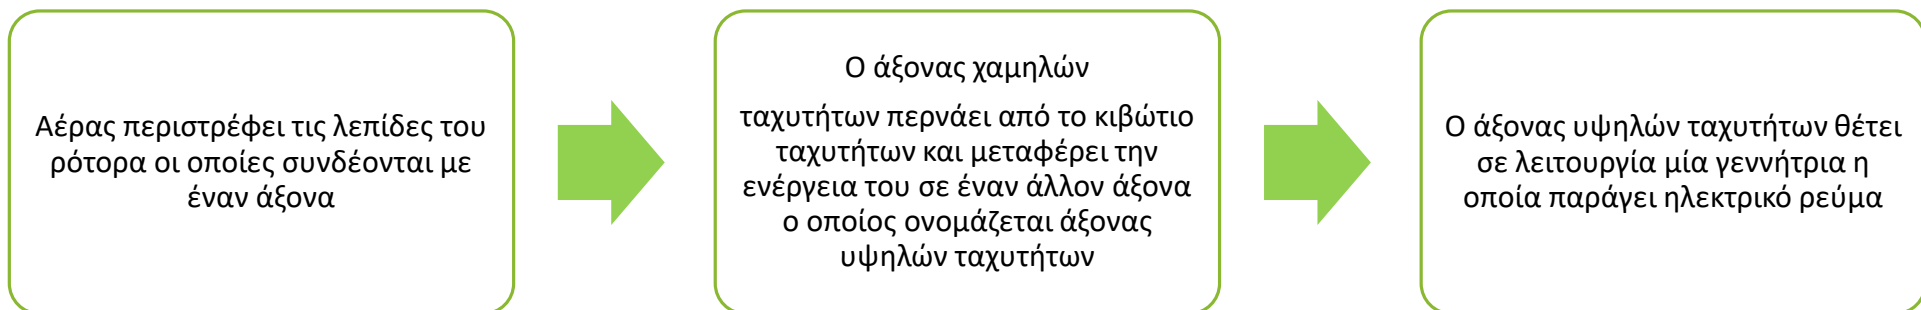 Αέρας περιστρέφει τις λεπίδες του
ρότορα οι οποίες συνδέονται με
έναν άξονα
Ο άξονας χαμηλών
ταχυτήτων περνάει από το κιβώτιο
ταχυτήτων και μεταφέρει την
ενέργεια του σε έναν άλλον άξονα
ο οποίος ονομάζεται άξονας
υψηλών ταχυτήτων
Ο άξονας υψηλών ταχυτήτων θέτει
σε λειτουργία μία γεννήτρια η
οποία παράγει ηλεκτρικό ρεύμα